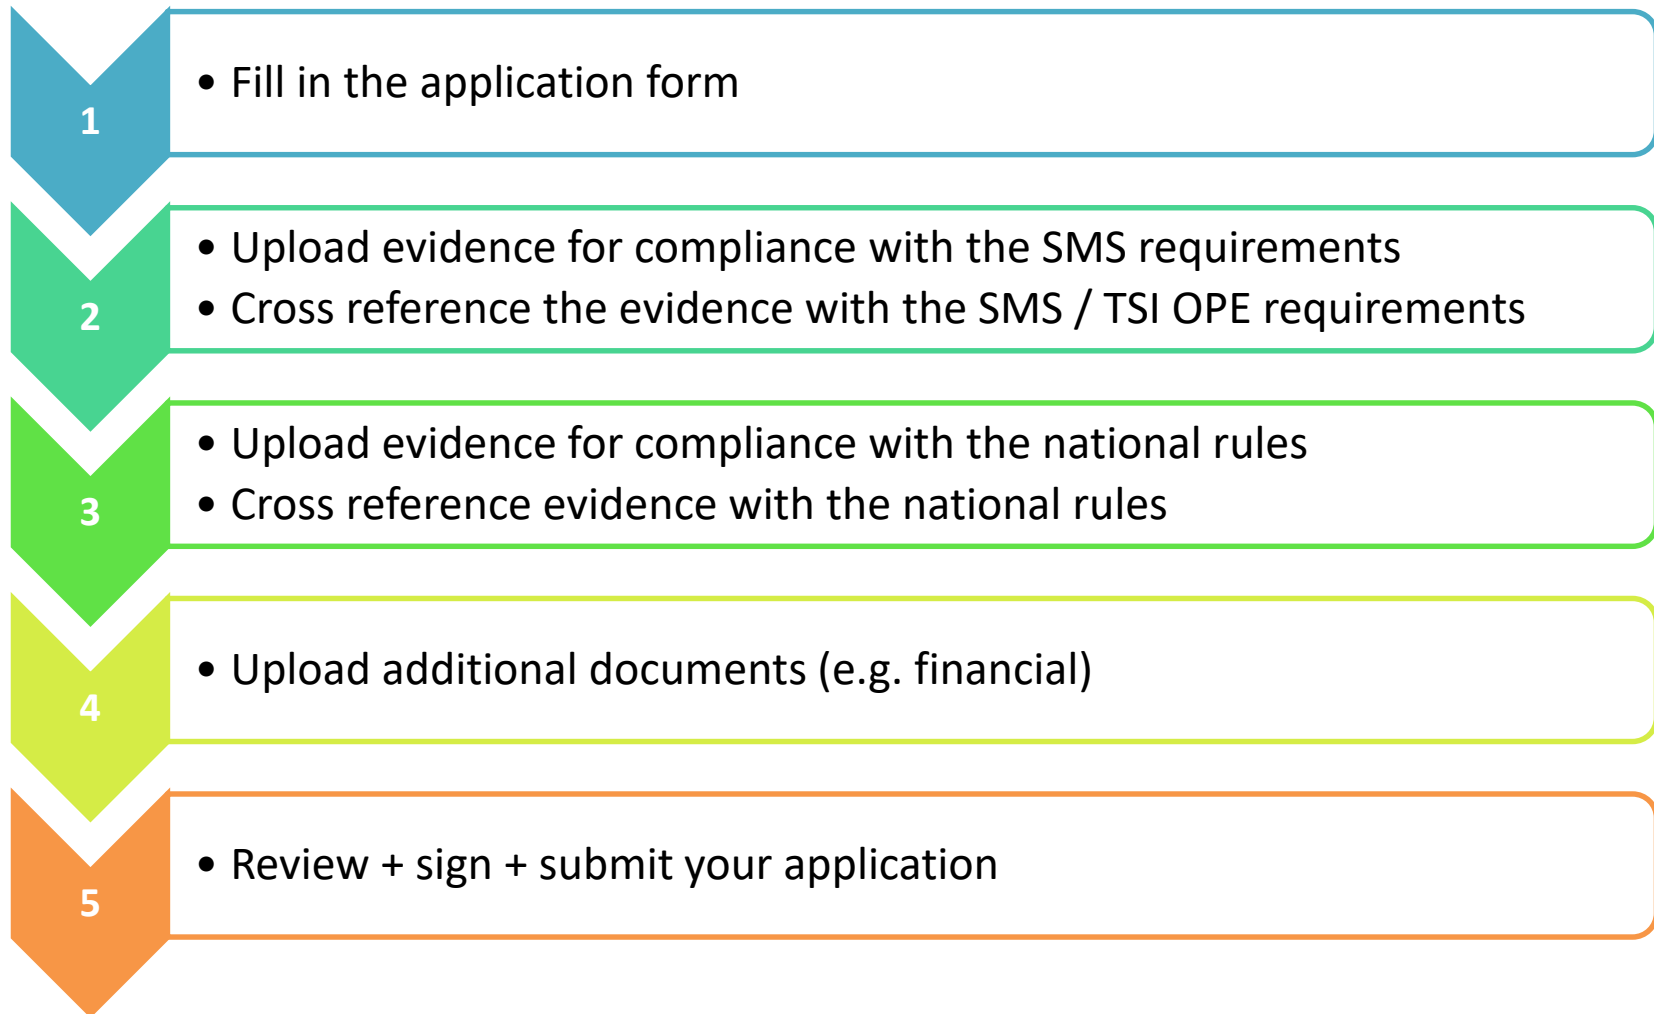 1
• Fill in the application form
2
• Upload evidence for compliance with the SMS requirements
• Cross reference the evidence with the SMS / TSI OPE requirements
3
• Upload evidence for compliance with the national rules
• Cross reference evidence with the national rules
4
• Upload additional documents (e.g. financial)
5
• Review + sign + submit your application